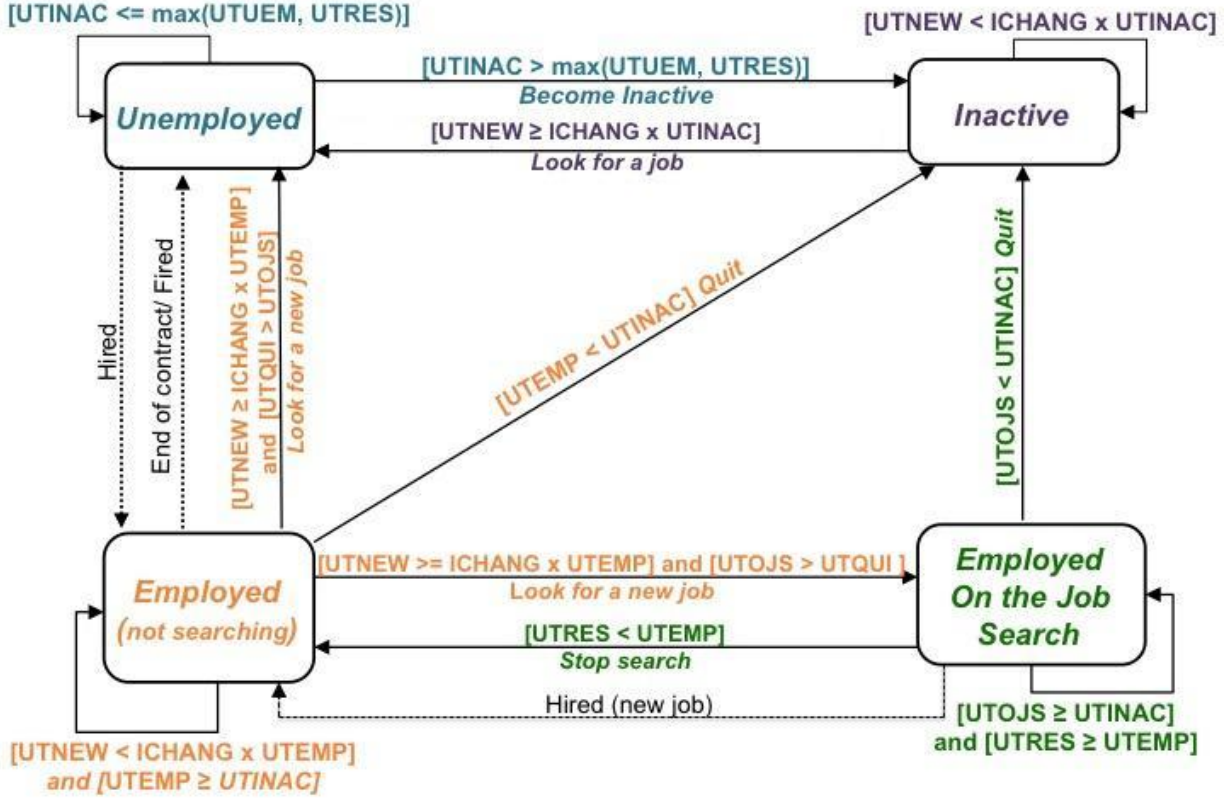 [UTINAC <= max(UTUEM, UTRES)]
[UTNEW < ICHANG x UTINAC]
Unemployed
[UTINAC > max(UTUEM, UTRES)]
Become Inactive
[UTNEW ≥ ICHANG x UTINAC]
Look for a job
Inactive
Hired
End of contract/ Fired
[UTNEW ≥ ICHANG x UTEMP]
and [UTQUI > UTOJS]
Look for a new job
[UTEMP < UTINAC] Quit
[UTOJS < UTINAC] Quit
Employed
(not searching)
[UTNEW >= ICHANG x UTEMP] and [UTOJS > UTQUI ]
Look for a new job
[UTRES < UTEMP]
Stop search
Hired (new job)
Employed
On the Job
Search
[UTNEW < ICHANG x UTEMP]
and [UTEMP ≥ UTINAC]
[UTOJS ≥ UTINAC]
and [UTRES ≥ UTEMP]